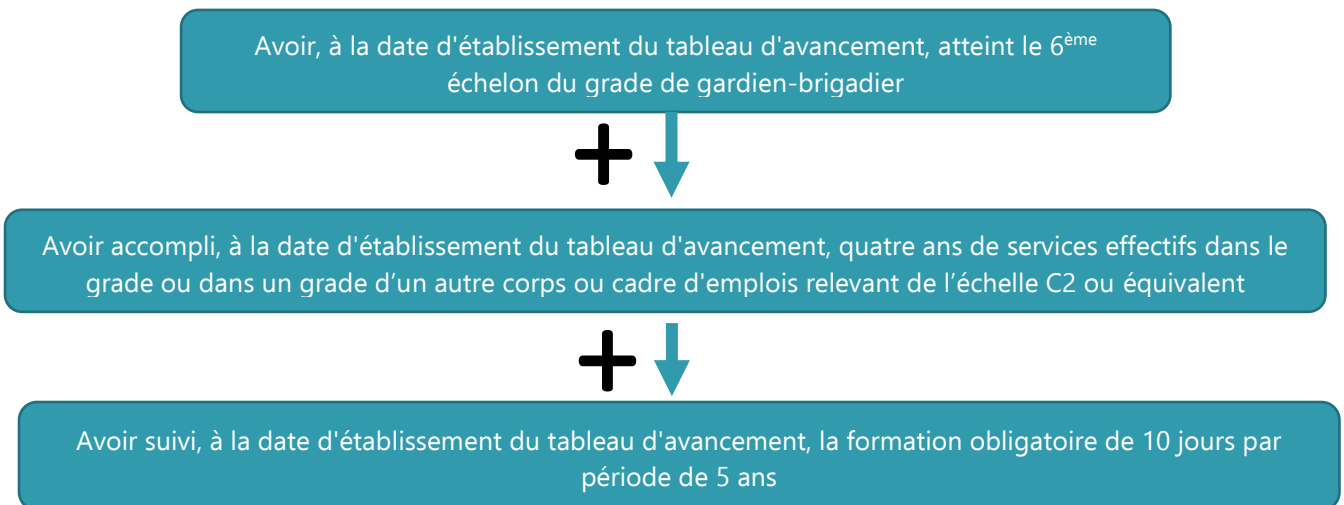 Avoir, à la date d'établissement du tableau d'avancement, atteint le 6ème
échelon du grade de gardien-brigadier
+
Avoir accompli, à la date d'établissement du tableau d'avancement, quatre ans de services effectifs dans le
grade ou dans un grade d’un autre corps ou cadre d'emplois relevant de l’échelle C2 ou équivalent
+
Avoir suivi, à la date d'établissement du tableau d'avancement, la formation obligatoire de 10 jours par
période de 5 ans